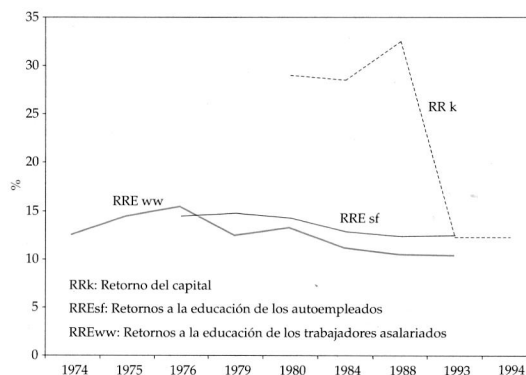 35
30
25
20
15
10
5
0
%
RR k
RRE ww
RRE sf
RRk: Retorno del capital
RREsf: Retornos a la educación de los autoempleados
RREww: Retornos a la educación de los trabajadores asalariados
1974 1975 1976 1979 1980 1984 1988 1993 1994